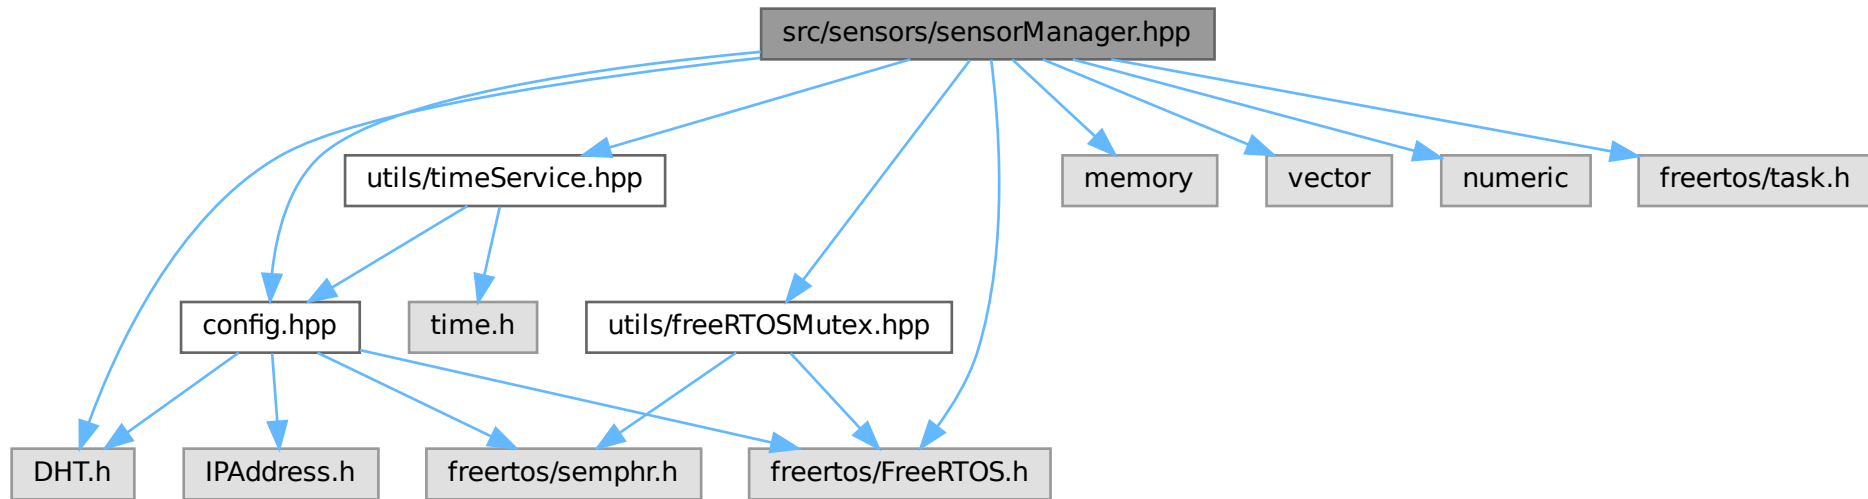 src/sensors/sensorManager.hpp
utils/timeService.hpp
memory
vector
numeric
freertos/task.h
config.hpp
time.h
utils/freeRTOSMutex.hpp
DHT.h
IPAddress.h
freertos/semphr.h
freertos/FreeRTOS.h